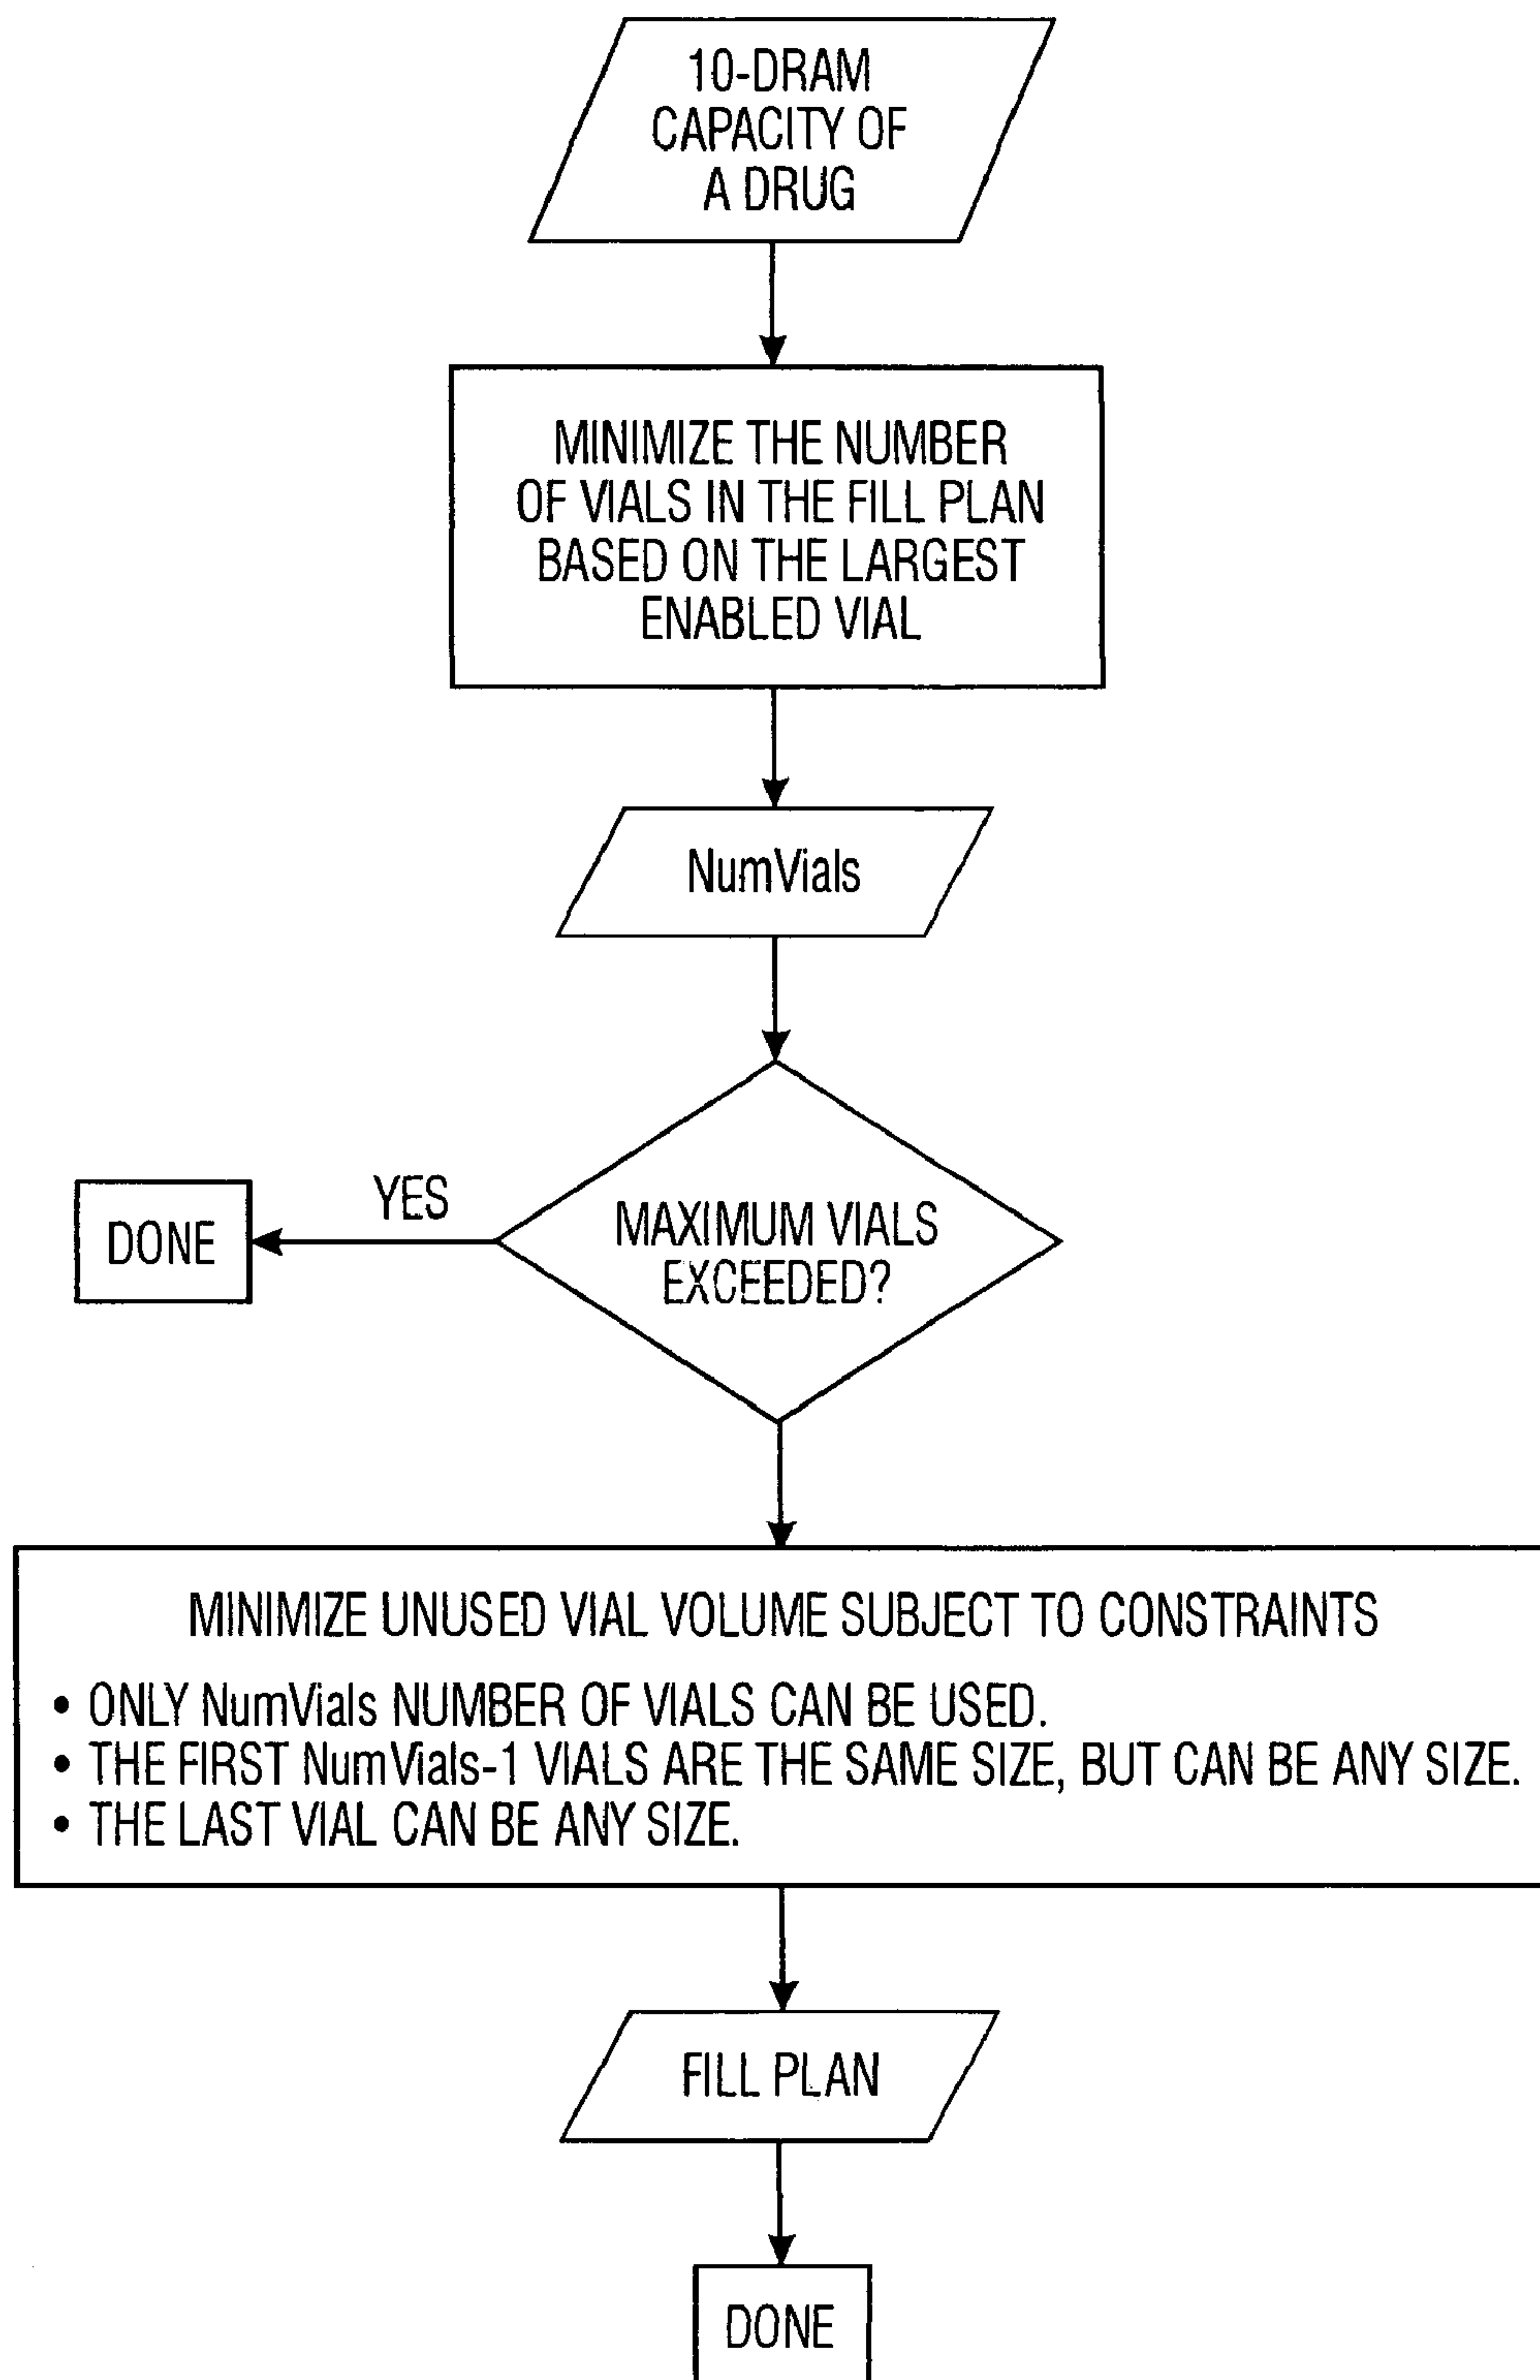 10-DRAM
CAPACITY OF
A DRUG
MINIMIZE THE NUMBER
OF VIALS IN THE FILL PLAN
BASED ON THE LARGEST
ENABLED VIAL
NumVials
YES
DONE
MAXIMUM VIALS
EXCEEDED?
MINIMIZE UNUSED VIAL VOLUME SUBJECT TO CONSTRAINTS
• ONLY NumVials NUMBER OF VIALS CAN BE USED.
• THE FIRST NumVials-1 VIALS ARE THE SAME SIZE, BUT CAN BE ANY SIZE.
• THE LAST VIAL CAN BE ANY SIZE.
FILL PLAN
DONE